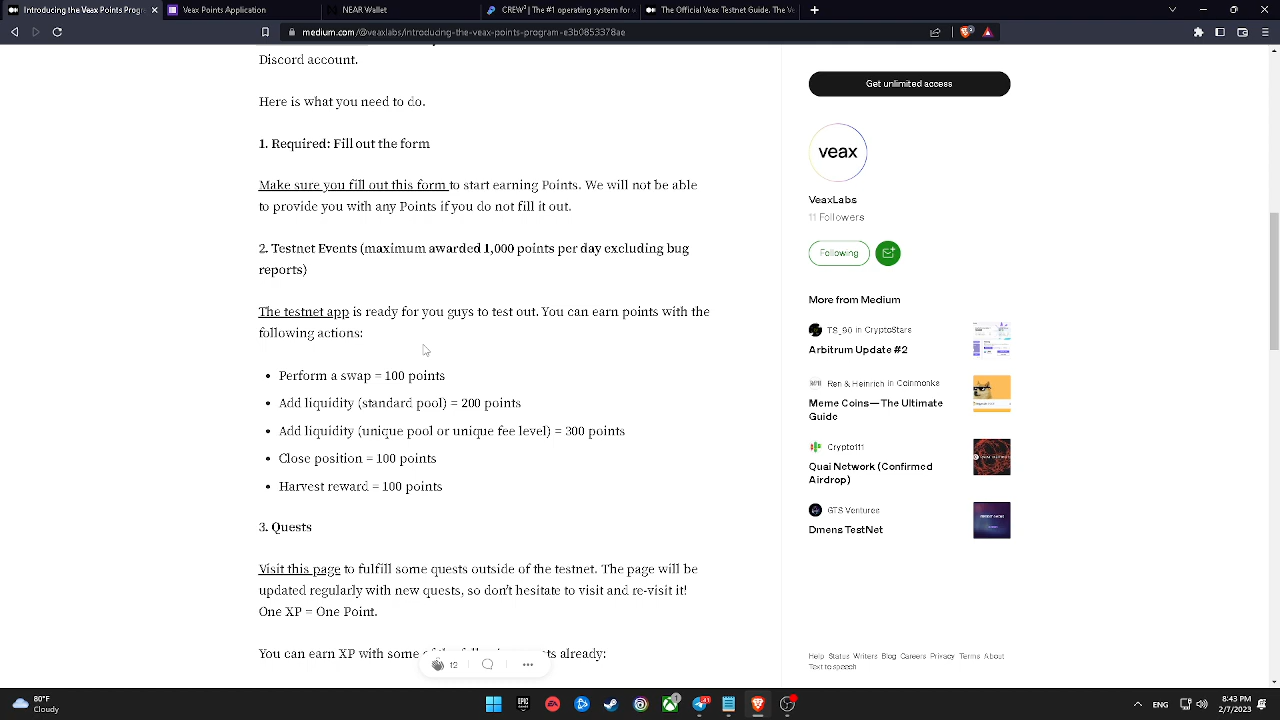 Introducing the Veax Points Progr
Veax Points Application
NEAR Wallet
CREW³ | The #1 operating system for
The Official Veax Testnet Guide. The Ve
medium.com/@veaxlabs/introducing-the-veax-points-program-e3b0853378ae
Discord account.
Here is what you need to do.
1. Required: Fill out the form
Make sure you fill out this form to start earning Points. We will not be able
to provide you with any Points if you do not fill it out.
2. Testnet Events (maximum awarded 1,000 points per day excluding bug
reports)
The testnet app is ready for you guys to test out. You can earn points with the
following actions:
Perform a swap = 100 points
Add liquidity (standard pool) = 200 points
Add liquidity (unique pool or unique fee level) = 300 points
Close position = 100 points
Harvest reward = 100 points
3. Quests
Visit this page to fulfill some quests outside of the testnet. The page will be
updated regularly with new quests, so don't hesitate to visit and re-visit it!
One XP = One Point.
You can earn XP with some of the already:
12
Get unlimited access
veax
VeaxLabs
11 Followers
Following
More from Medium
TS_90 in CryptoStars
Arbitrum Update #2
Ren & Heinrich in Coinmonks
Meme Coins—The Ultimate
Guide
Crypto111
Quai Network (Confirmed
Airdrop)
GTS Ventures
Dmens TestNet
Help Status Writers Blog Careers Privacy Terms About
Text to speech
80°F
Cloudy
ENG
8:43 PM
2/7/2023